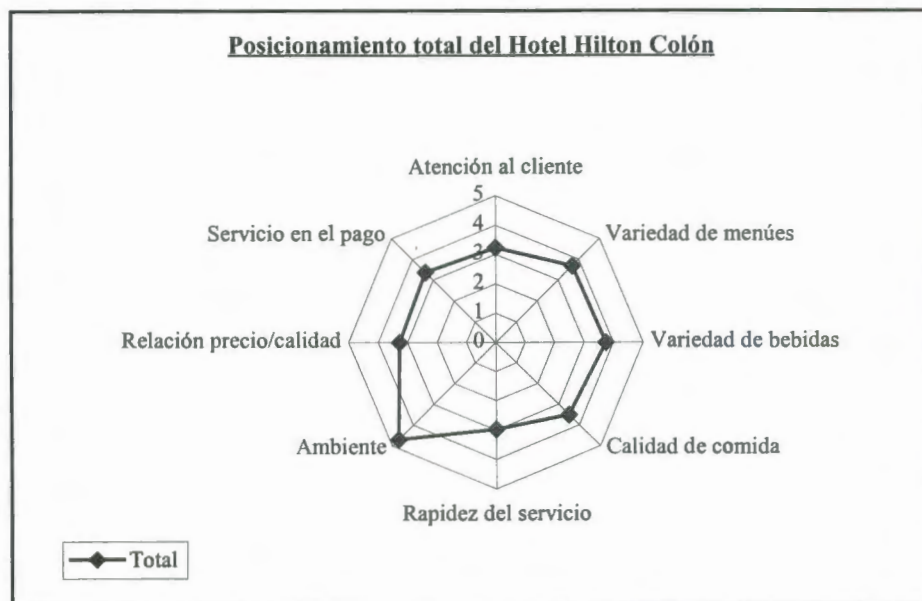 Posicionamiento total del Hotel Hilton Colón
Atención al cliente
5
Servicio en el pago
4
Variedad de menúes
3
2
1
Relación precio/calidad
0
Variedad de bebidas
Ambiente
Calidad de comida
Rapidez del servicio
Total